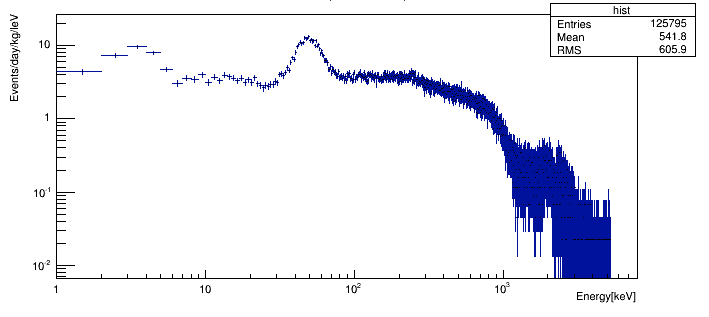 hist
Entries 125795
Mean 541.8
RMS 605.9
Events/day/kg/keV
10
1
10-1
10-2
1 10 10² 10³
Energy[keV]